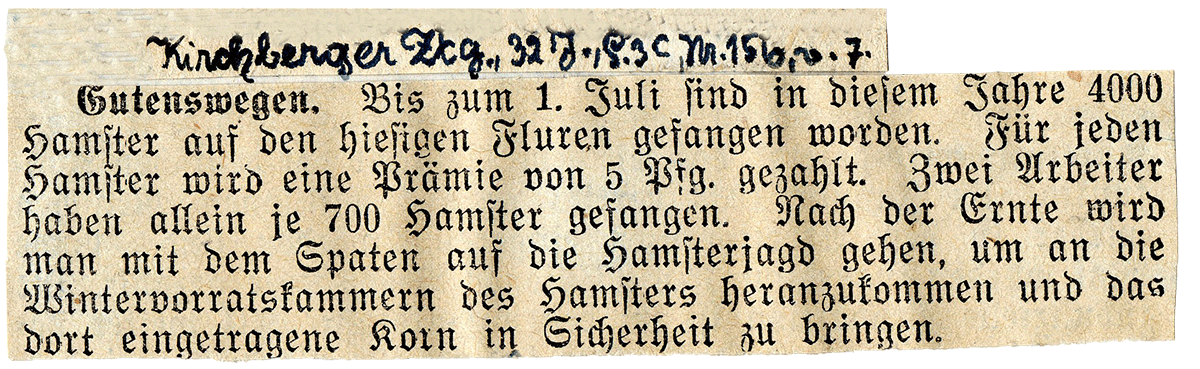 Kirchberger Ztg., 32 J., S. 3 C, Nr. 156, v. 7.
Gutenswegen. Bis zum 1. Juli ſind in dieſem Jahre 4000
Hamſter auf den hieſigen Fluren gefangen worden. Für jeden
Hamſter wird eine Prämie von 5 Pfg. gezahlt. Zwei Arbeiter
haben allein je 700 Hamſter gefangen. Nach der Ernte wird
man mit dem Spaten auf die Hamſterjagd gehen, um an die
Wintervorratskammern des Hamſters heranzukommen und das
dort eingetragene Korn in Sicherheit zu bringen.